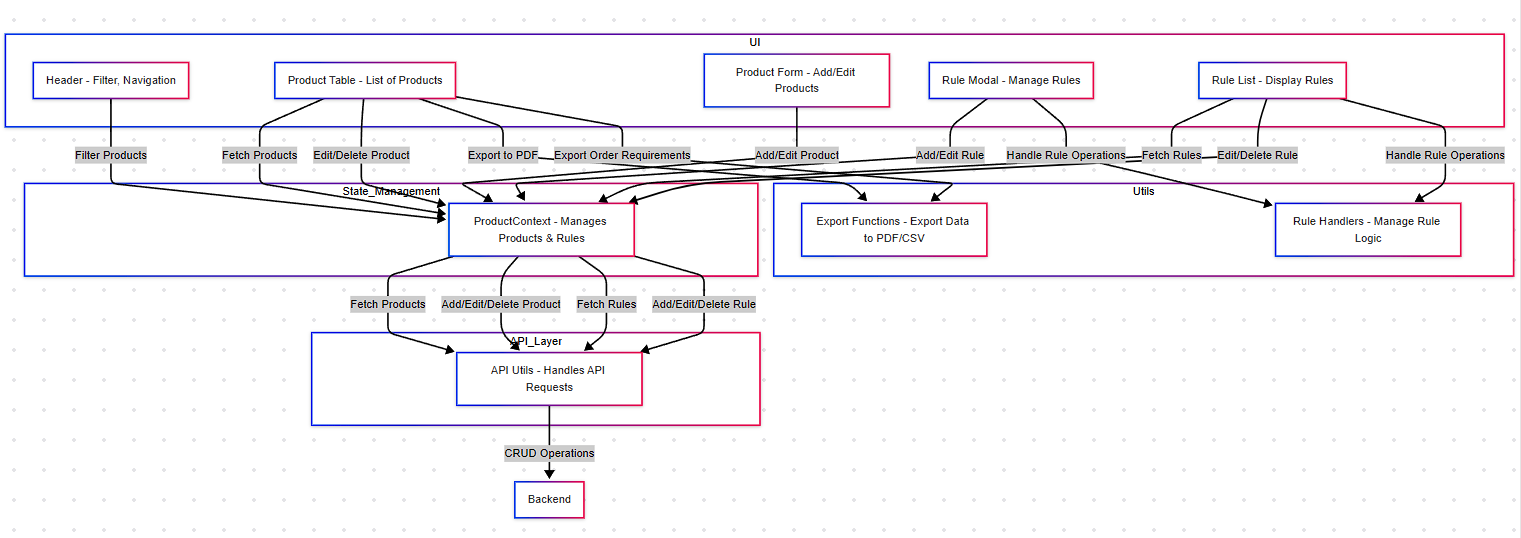 UI
Header - Filter, Navigation
Product Table - List of Products
Product Form - Add/Edit
Products
Rule Modal - Manage Rules
Rule List - Display Rules
Filter Products
Fetch Products
Edit/Delete Product
Export to PDF
Export Order Requirements
Add/Edit Product
Add/Edit Rule
Handle Rule Operations
Fetch Rules
Edit/Delete Rule
Handle Rule Operations
State_Management
Utils
ProductContext - Manages
Products & Rules
Export Functions - Export Data
to PDF/CSV
Rule Handlers - Manage Rule
Logic
Fetch Products
Add/Edit/Delete Product
Fetch Rules
Add/Edit/Delete Rule
API_Layer
API Utils - Handles API
Requests
CRUD Operations
Backend